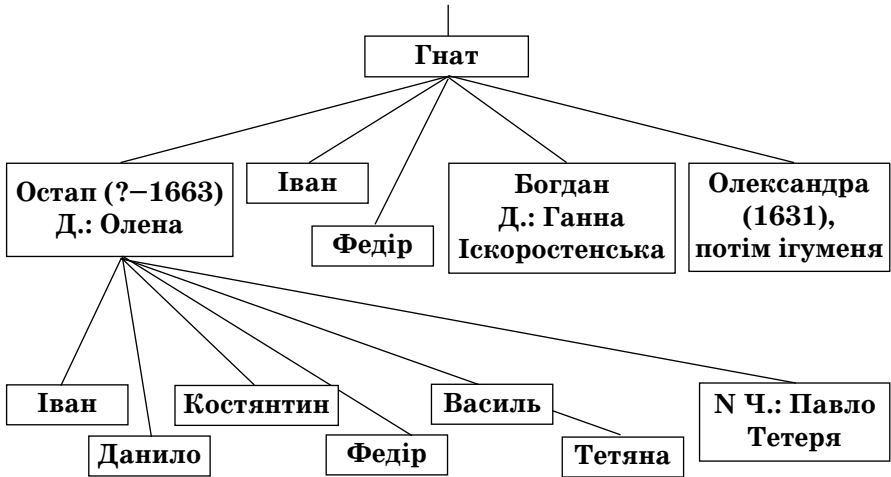 Гнат
Остап (?–1663)
Д.: Олена
Іван
Федір
Богдан
Д.: Ганна
Іскоростенська
Олександра
(1631),
потім ігуменя
Іван
Данило
Костянтин
Федір
Василь
Тетяна
N Ч.: Павло
Тетеря